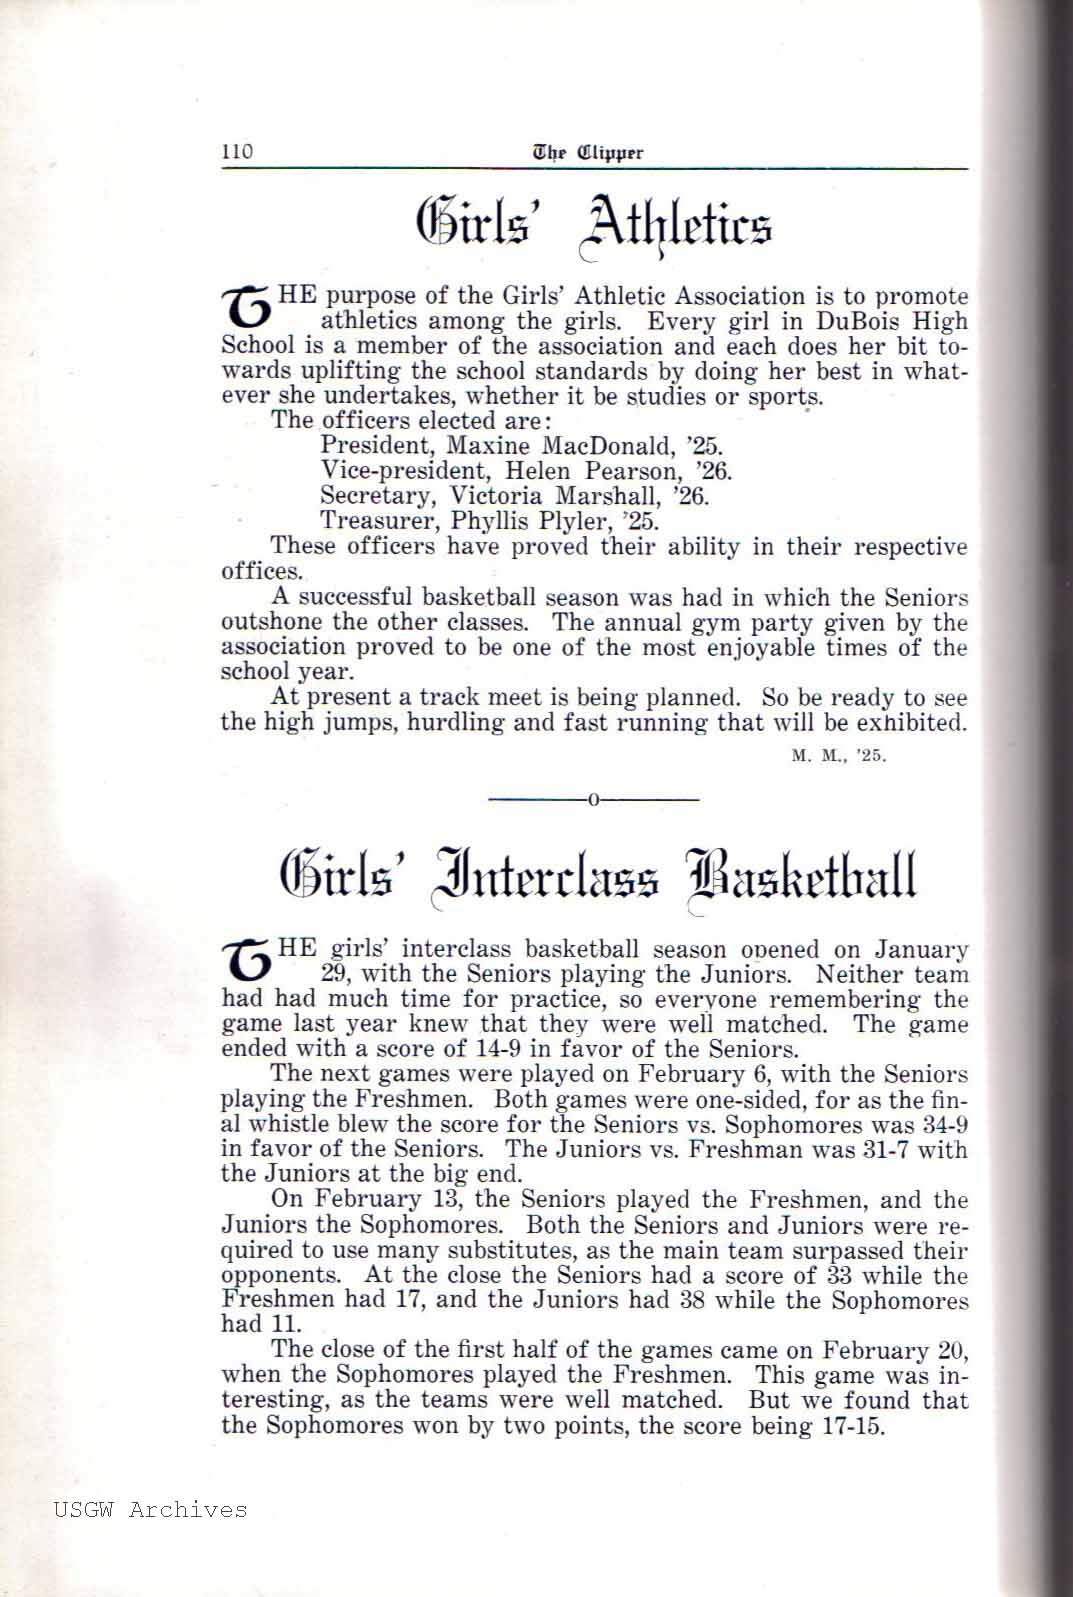 110 The Clipper
Girls' Athletics
THE purpose of the Girls' Athletic Association is to promote
athletics among the girls. Every girl in DuBois High
School is a member of the association and each does her bit to-
wards uplifting the school standards by doing her best in what-
ever she undertakes, whether it be studies or sports.
The officers elected are:
President, Maxine MacDonald, '25.
Vice-president, Helen Pearson, '26.
Secretary, Victoria Marshall, '26.
Treasurer, Phyllis Plyler, '25.
These officers have proved their ability in their respective
offices.
A successful basketball season was had in which the Seniors
outshone the other classes. The annual gym party given by the
association proved to be one of the most enjoyable times of the
school year.
At present a track meet is being planned. So be ready to see
the high jumps, hurdling and fast running that will be exhibited.
M. M., '25.
———o———
Girls' Interclass Basketball
THE girls' interclass basketball season opened on January
29, with the Seniors playing the Juniors. Neither team
had had much time for practice, so everyone remembering the
game last year knew that they were well matched. The game
ended with a score of 14-9 in favor of the Seniors.
The next games were played on February 6, with the Seniors
playing the Freshmen. Both games were one-sided, for as the fin-
al whistle blew the score for the Seniors vs. Sophomores was 34-9
in favor of the Seniors. The Juniors vs. Freshman was 31-7 with
the Juniors at the big end.
On February 13, the Seniors played the Freshmen, and the
Juniors the Sophomores. Both the Seniors and Juniors were re-
quired to use many substitutes, as the main team surpassed their
opponents. At the close the Seniors had a score of 33 while the
Freshmen had 17, and the Juniors had 38 while the Sophomores
had 11.
The close of the first half of the games came on February 20,
when the Sophomores played the Freshmen. This game was in-
teresting, as the teams were well matched. But we found that
the Sophomores won by two points, the score being 17-15.
USGW Archives